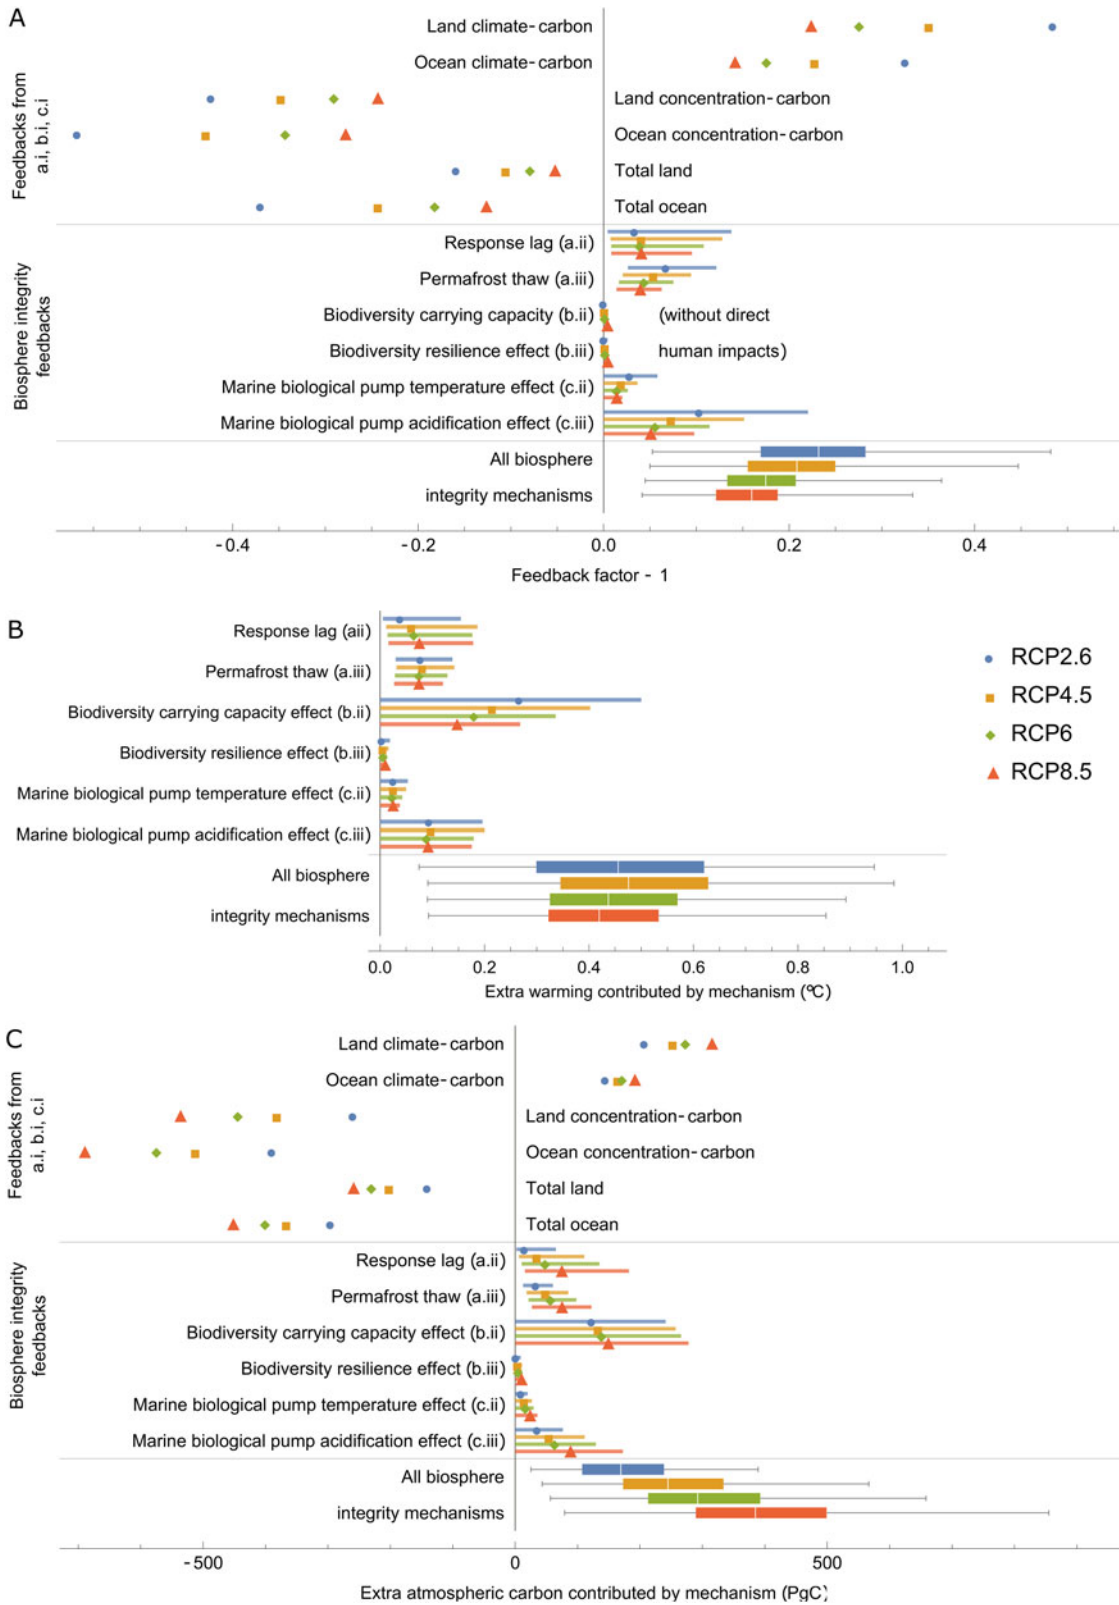 A
Land climate-carbon
Ocean climate-carbon
Land concentration-carbon
Ocean concentration-carbon
Total land
Total ocean
Feedbacks from
a.i, b.i, c.i
Response lag (a.ii)
Permafrost thaw (a.iii)
Biodiversity carrying capacity (b.ii) (without direct
Biodiversity resilience effect (b.iii) human impacts)
Marine biological pump temperature effect (c.ii)
Marine biological pump acidification effect (c.iii)
Biosphere integrity
feedbacks
All biosphere
integrity mechanisms
-0.4 -0.2 0.0 0.2 0.4
Feedback factor - 1
B
Response lag (aii)
Permafrost thaw (a.iii)
Biodiversity carrying capacity effect (b.ii)
Biodiversity resilience effect (b.iii)
Marine biological pump temperature effect (c.ii)
Marine biological pump acidification effect (c.iii)
All biosphere
integrity mechanisms
0.0 0.2 0.4 0.6 0.8 1.0
Extra warming contributed by mechanism (ºC)
RCP2.6
RCP4.5
RCP6
RCP8.5
C
Land climate-carbon
Ocean climate-carbon
Land concentration-carbon
Ocean concentration-carbon
Total land
Total ocean
Feedbacks from
a.i, b.i, c.i
Response lag (a.ii)
Permafrost thaw (a.iii)
Biodiversity carrying capacity effect (b.ii)
Biodiversity resilience effect (b.iii)
Marine biological pump temperature effect (c.ii)
Marine biological pump acidification effect (c.iii)
Biosphere integrity
feedbacks
All biosphere
integrity mechanisms
-500 0 500
Extra atmospheric carbon contributed by mechanism (PgC)